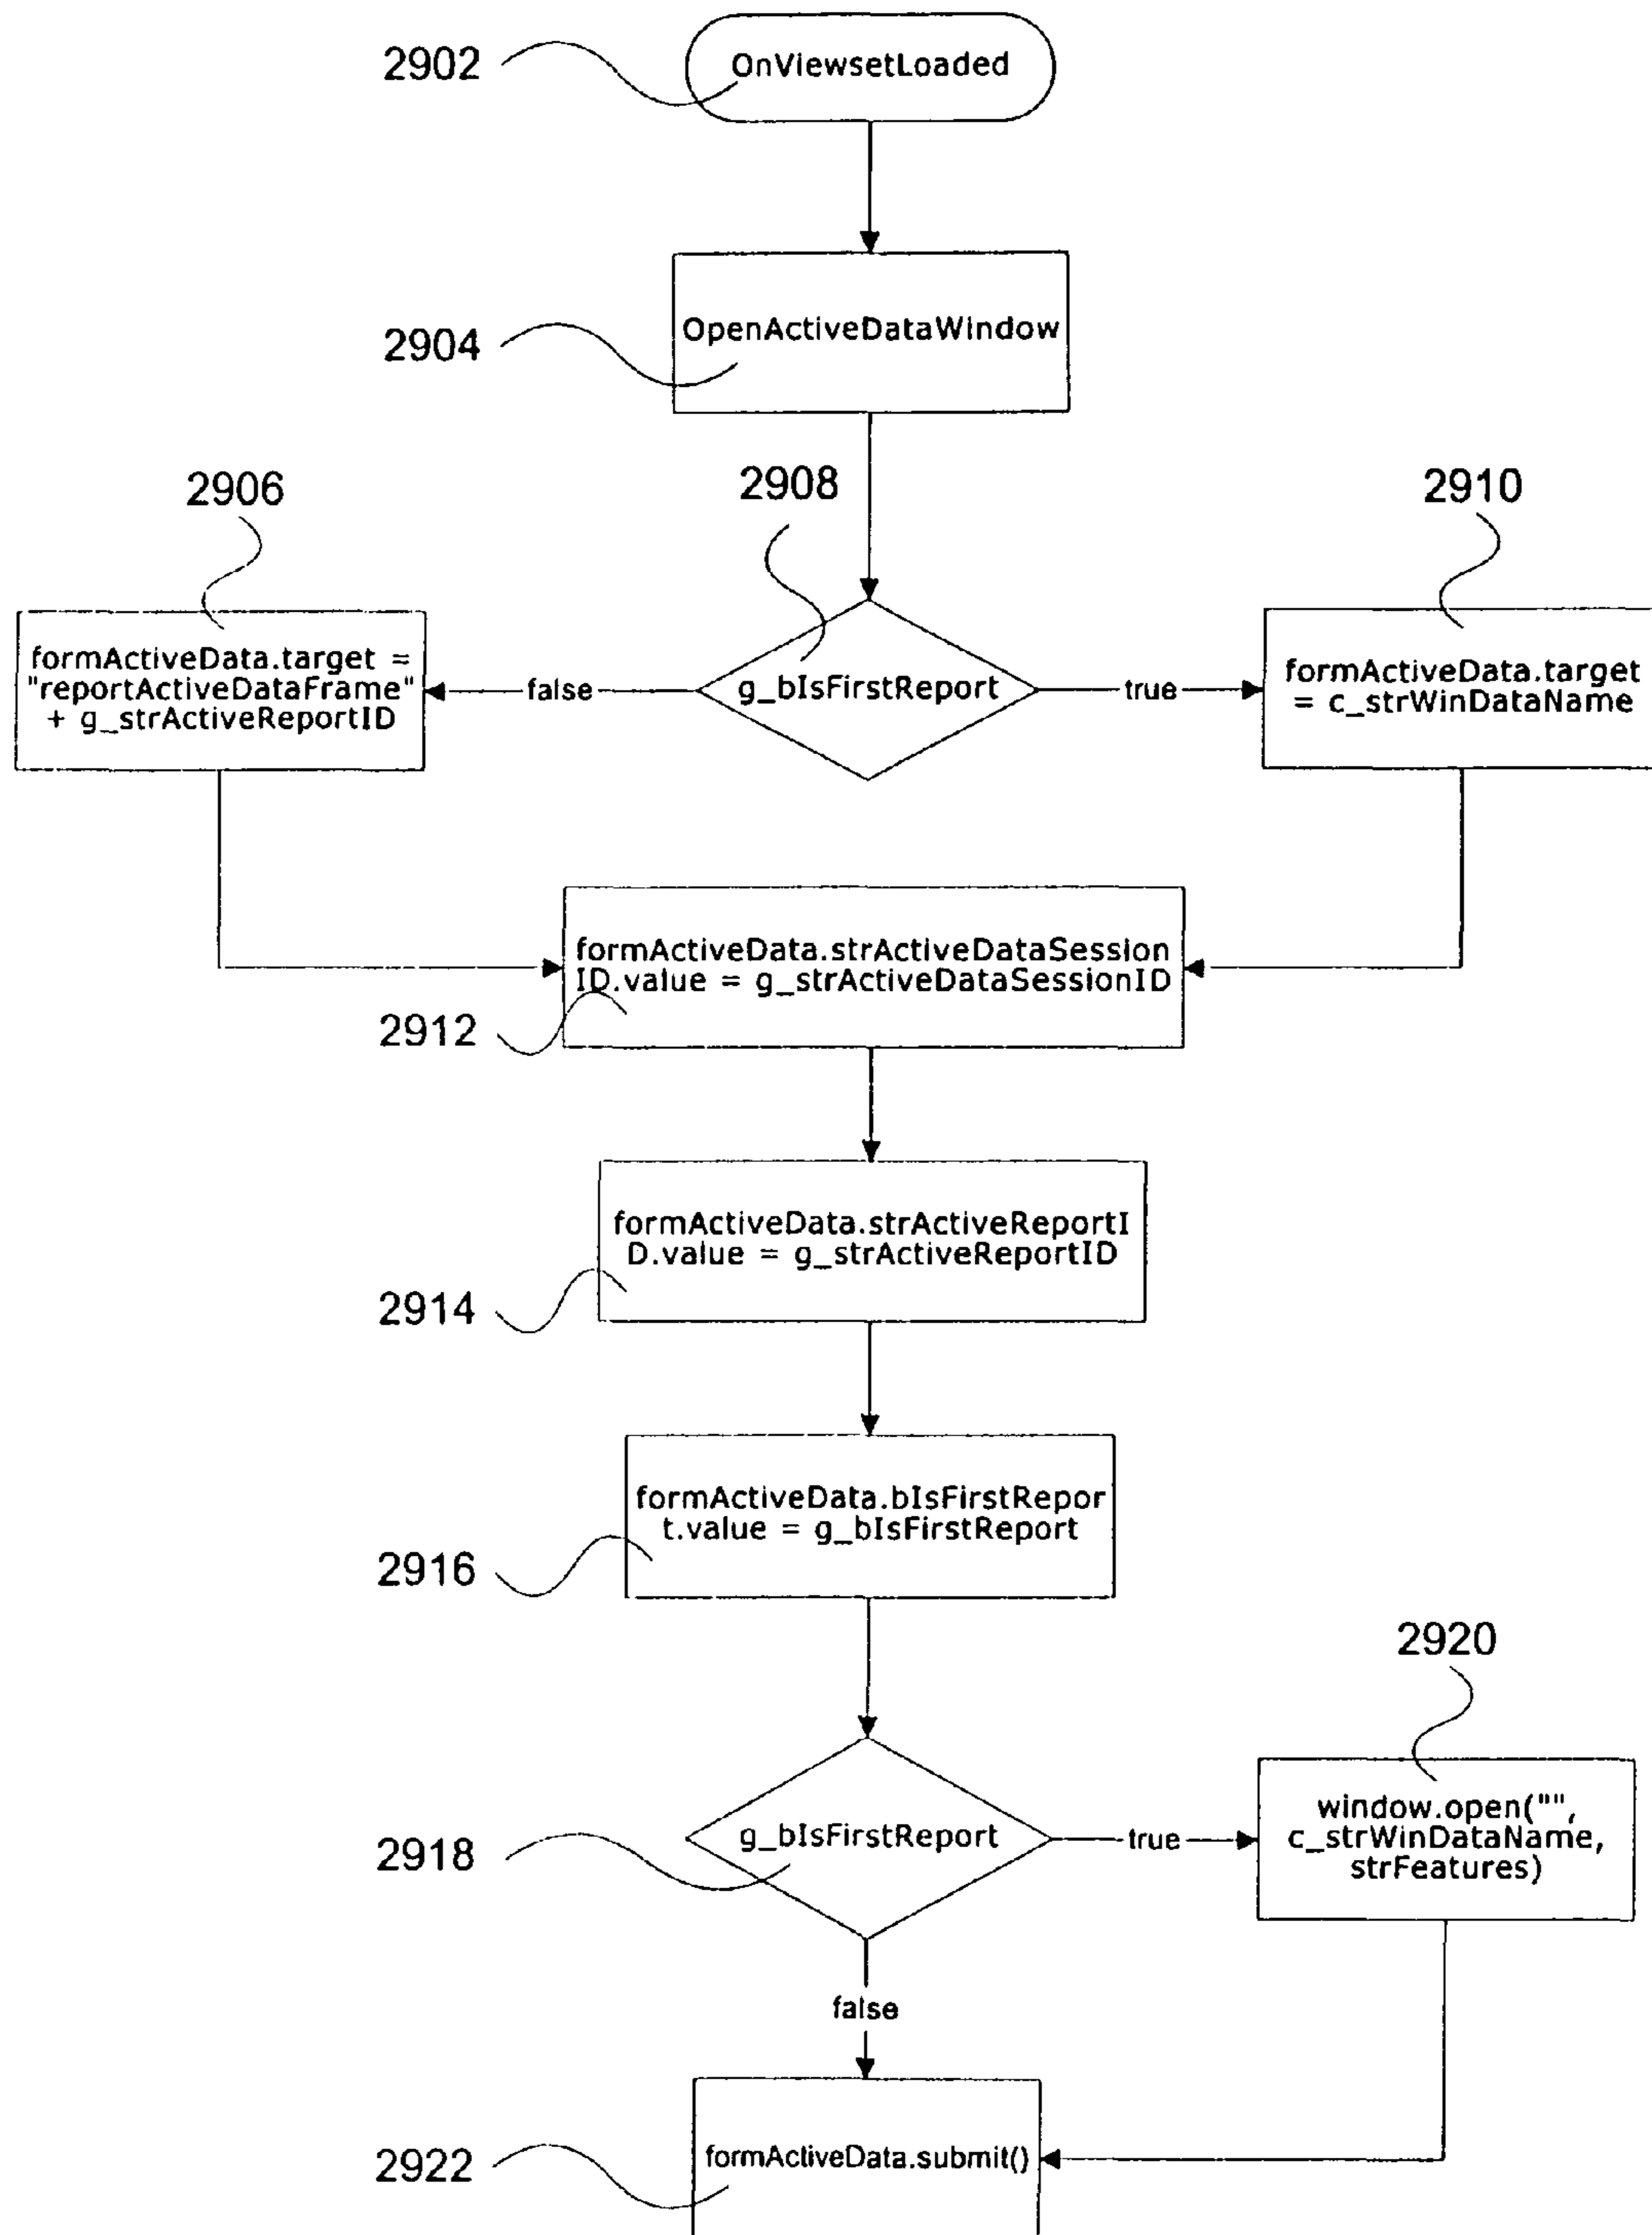 2902
OnViewsetLoaded
2904
OpenActiveDataWindow
2906
2908
2910
formActiveData.target =
"reportActiveDataFrame"
+ g_strActiveReportID
false
g_bIsFirstReport
true
formActiveData.target
= c_strWinDataName
formActiveData.strActiveDataSession
ID.value = g_strActiveDataSessionID
2912
formActiveData.strActiveReportI
D.value = g_strActiveReportID
2914
formActiveData.bIsFirstRepor
t.value = g_bIsFirstReport
2916
2920
2918
g_bIsFirstReport
true
window.open("",
c_strWinDataName,
strFeatures)
false
2922
formActiveData.submit()